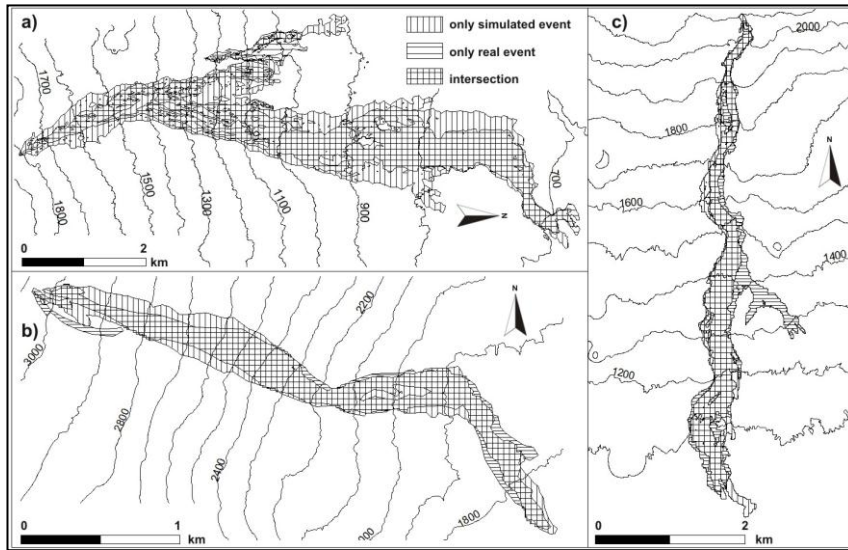 a)
only simulated event
only real event
intersection
1700
1800
1500
1300
1100
900
700
N
0 2
km
b)
N
3000
2800
2400
2200
1800
0 1
km
c)
2000
1800
N
1600
1400
1200
0 2
km